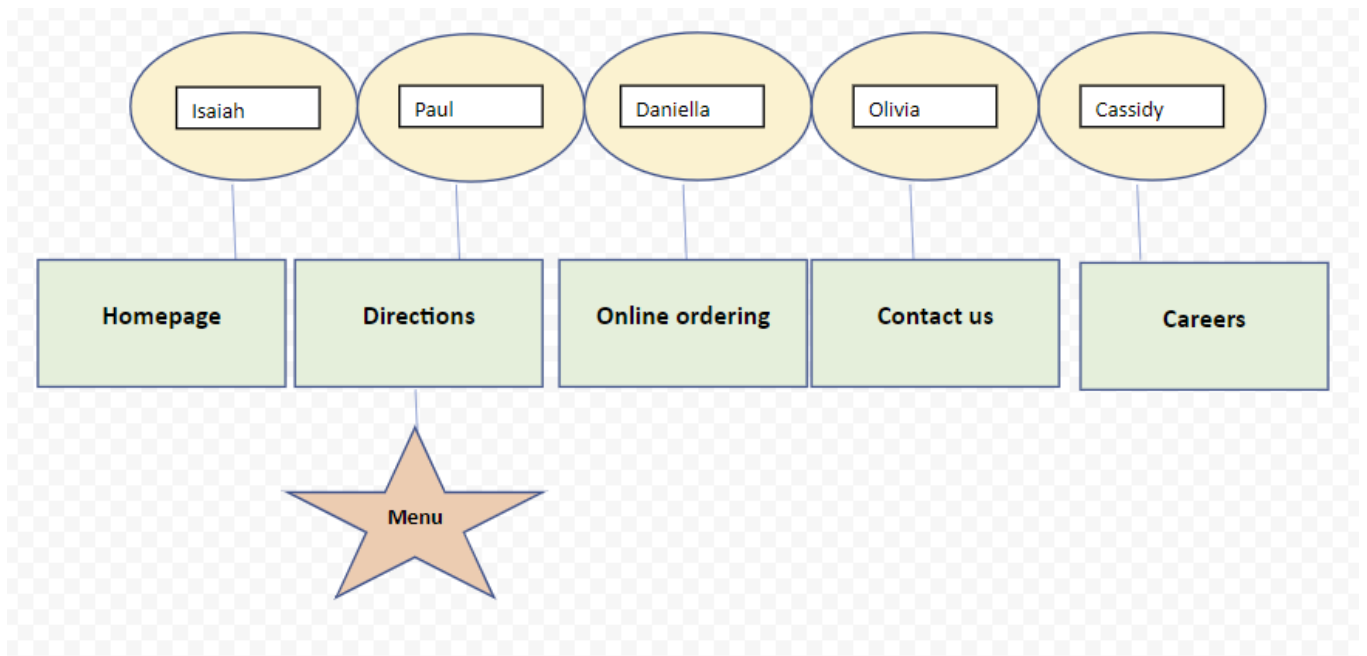 Isaiah
Paul
Daniella
Olivia
Cassidy
Homepage
Directions
Online ordering
Contact us
Careers
Menu